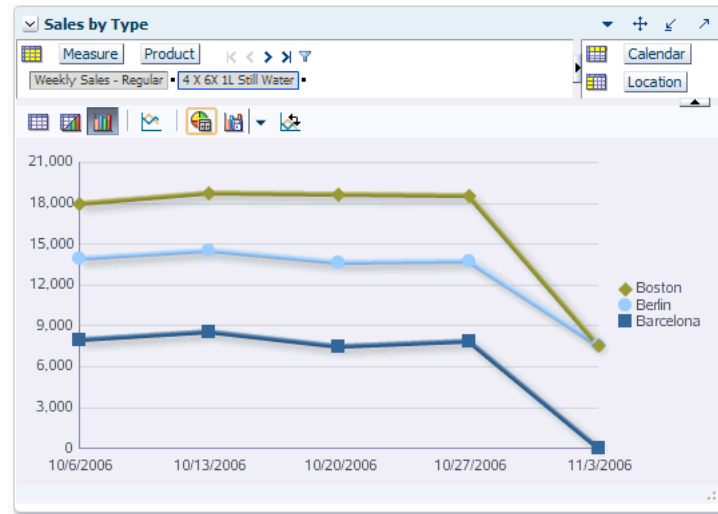 Sales by Type
Measure Product
Calendar
Weekly Sales - Regular 4 X 6X 1L Still Water
Location
21,000
18,000
15,000
12,000
9,000
6,000
3,000
0
Boston
Berlin
Barcelona
10/6/2006 10/13/2006 10/20/2006 10/27/2006 11/3/2006